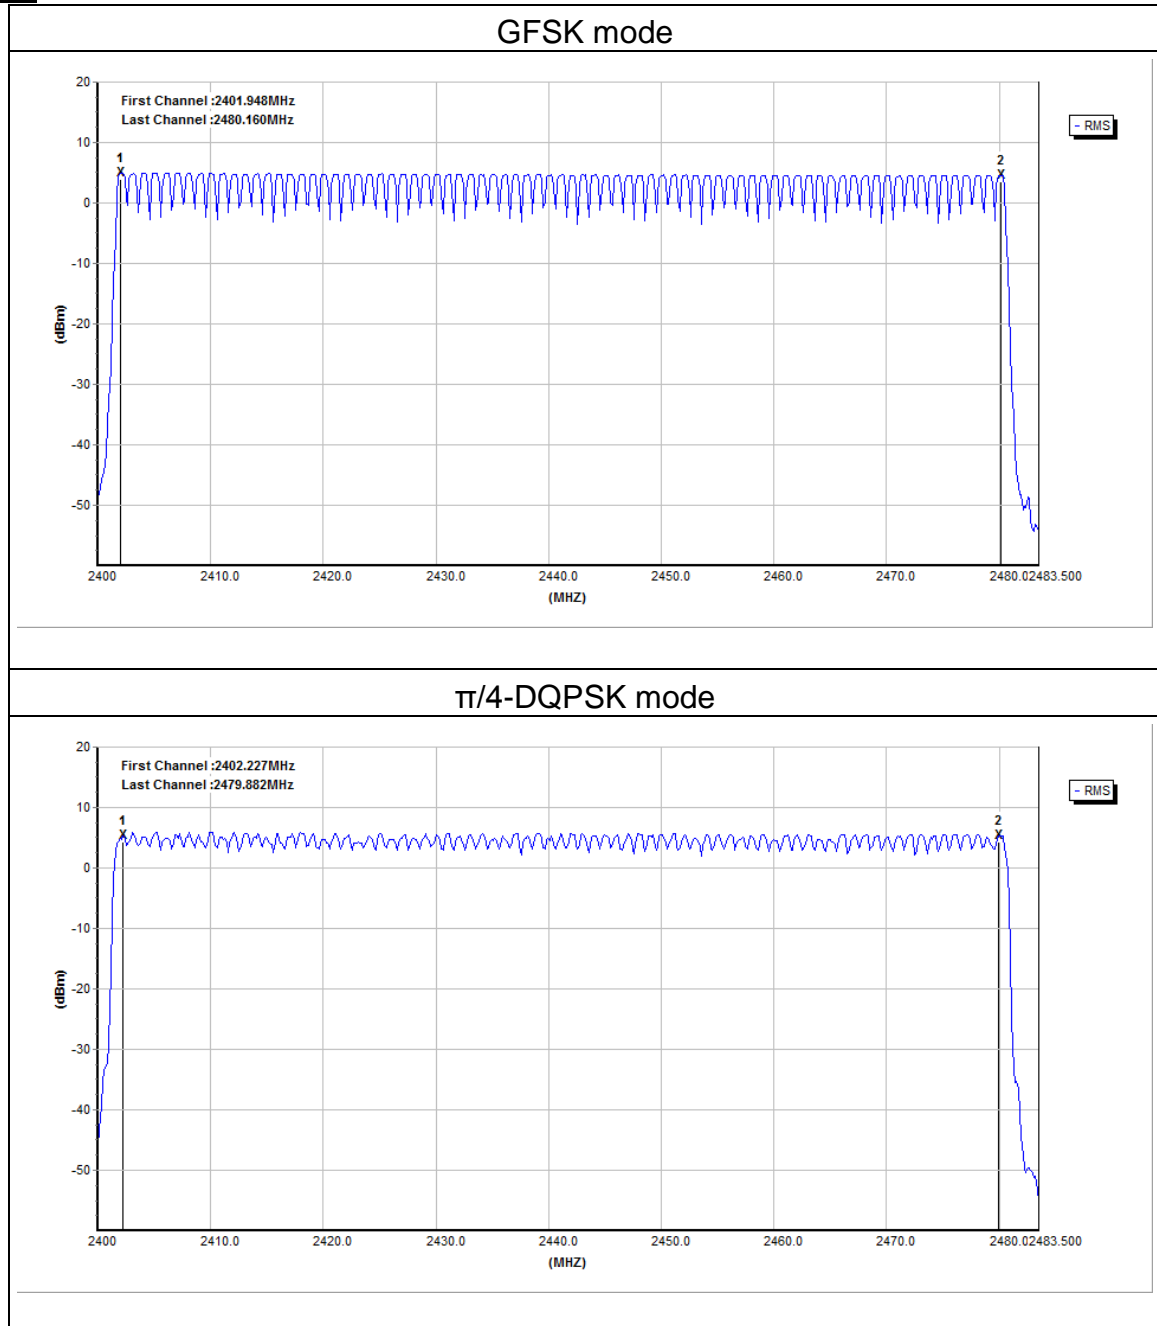 GFSK mode
20
First Channel :2401.948MHz
Last Channel :2480.160MHz
- RMS
10
1
X
2
X
0
-10
-20
(dBm)
-30
-40
-50
2400 2410.0 2420.0 2430.0 2440.0 2450.0 2460.0 2470.0 2480.02483.500
(MHZ)
π/4-DQPSK mode
20
First Channel :2402.227MHz
Last Channel :2479.882MHz
- RMS
10
1
X
2
X
0
-10
-20
(dBm)
-30
-40
-50
2400 2410.0 2420.0 2430.0 2440.0 2450.0 2460.0 2470.0 2480.02483.500
(MHZ)